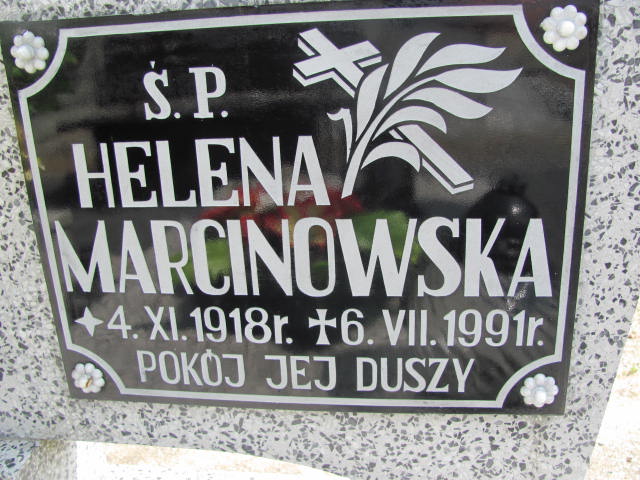 Ś.P.
HELENA
MARCINOWSKA
4. XI. 1918r. 6. VII. 1991r.
POKÓJ JEJ DUSZY